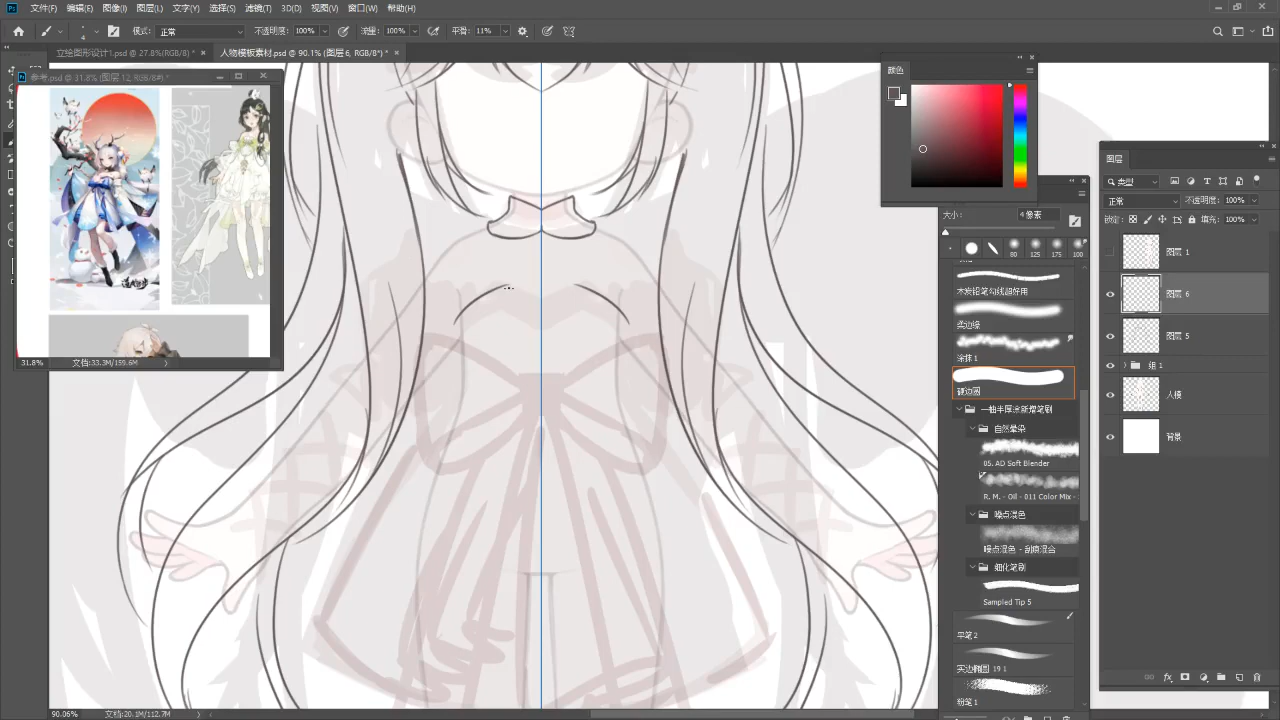 文件(F) 编辑(E) 图像(I) 图层(L) 文字(Y) 选择(S) 滤镜(T) 3D(D) 视图(V) 窗口(W) 帮助(H)
4 模式: 正常 不透明度: 100% 流量: 100% 平滑: 11%
立绘图形设计1.psd @ 27.8%(RGB/8) *
人物模板素材.psd @ 90.1% (图层 6, RGB/8*) *
参考.psd @ 31.8% (图层 12, RGB/8#) *
31.8% 文档:33.3M/159.6M
颜色
大小: 4 像素
80 125 175 100
木炭铅笔勾线超好用
柔边缘
涂抹1
硬边圆
一柚半厚涂新增笔刷
自然晕染
05. AD Soft Blender
R. M. - Oil - 011 Color Mix -
噪点混色
噪点混色 - 刮痕混合
细化笔刷
Sampled Tip 5
平笔 2
实边椭圆 19 1
粉笔 1
图层
类型
正常 不透明度: 100%
锁定: 填充: 100%
图层 1
图层 6
图层 5
组 1
人模
背景
90.06% 文档:20.1M/112.7M